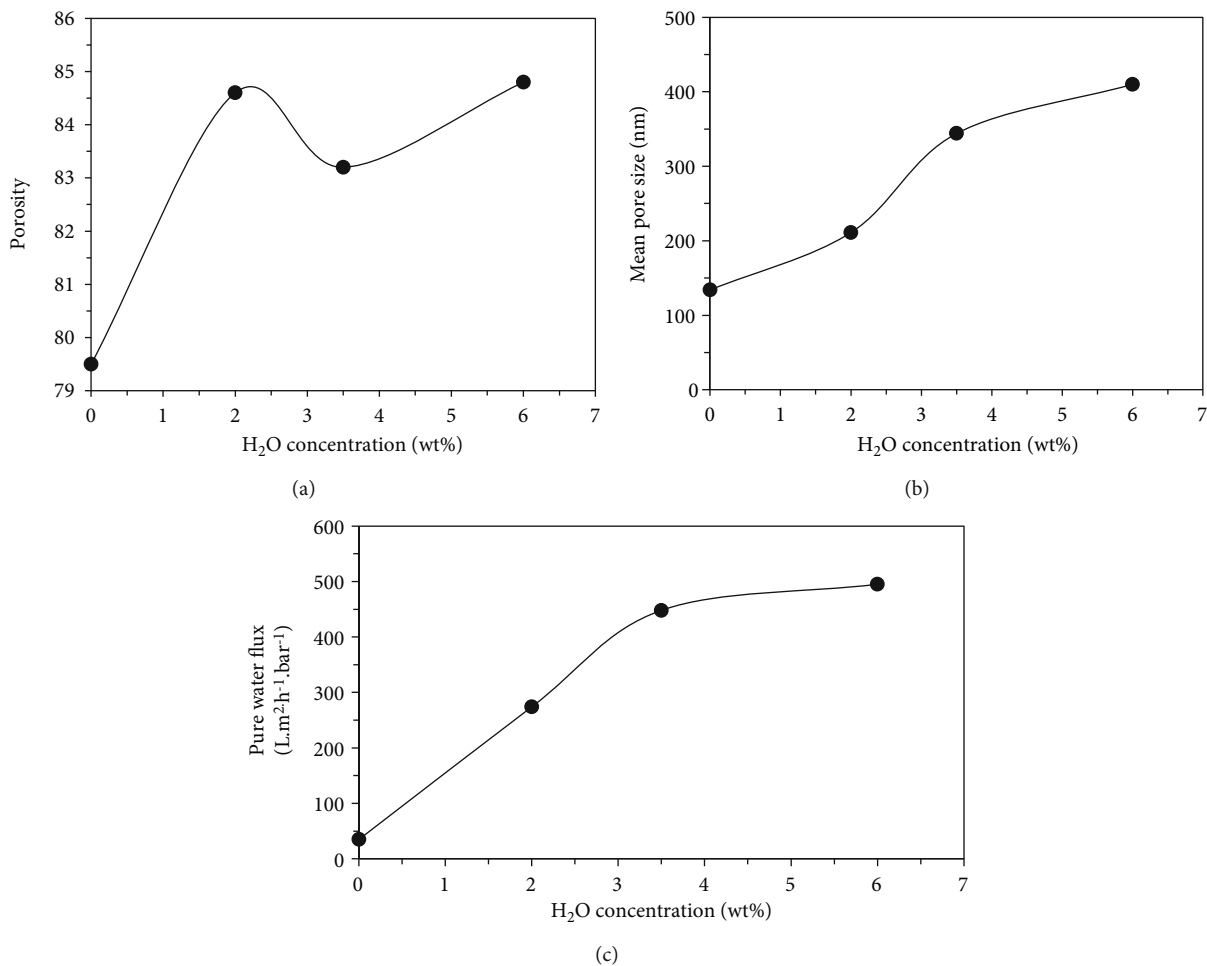 86
85
84
83
82
81
80
79
Porosity
0 1 2 3 4 5 6 7
H₂O concentration (wt%)
(a)
500
400
300
200
100
0
Mean pore size (nm)
0 1 2 3 4 5 6 7
H₂O concentration (wt%)
(b)
600
500
400
300
200
100
0
Pure water flux
(L.m².h⁻¹.bar⁻¹)
0 1 2 3 4 5 6 7
H₂O concentration (wt%)
(c)